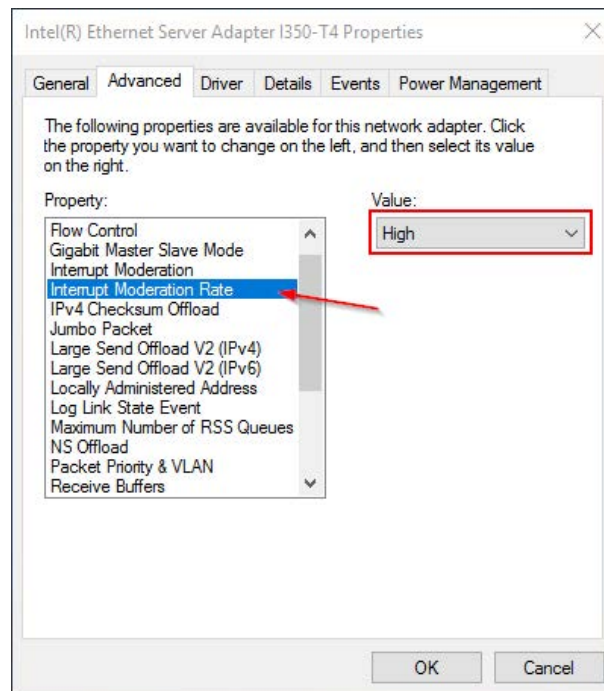 Intel(R) Ethernet Server Adapter I350-T4 Properties
General Advanced Driver Details Events Power Management
The following properties are available for this network adapter. Click
the property you want to change on the left, and then select its value
on the right.
Property:
Value:
Flow Control
High
Gigabit Master Slave Mode
Interrupt Moderation
Interrupt Moderation Rate
IPv4 Checksum Offload
Jumbo Packet
Large Send Offload V2 (IPv4)
Large Send Offload V2 (IPv6)
Locally Administered Address
Log Link State Event
Maximum Number of RSS Queues
NS Offload
Packet Priority & VLAN
Receive Buffers
OK
Cancel